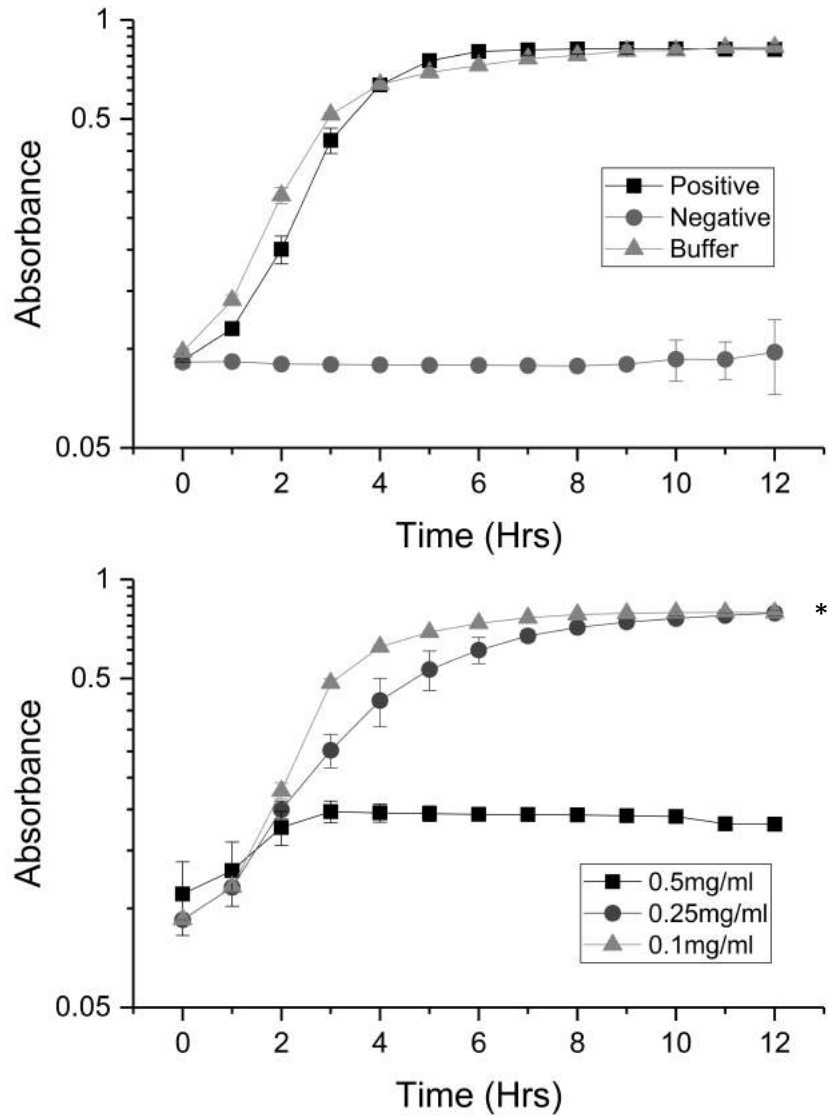 1
0.5
0.05
Absorbance
Positive
Negative
Buffer
0 2 4 6 8 10 12
Time (Hrs)
1
0.5
0.05
Absorbance
*
0.5mg/ml
0.25mg/ml
0.1mg/ml
0 2 4 6 8 10 12
Time (Hrs)